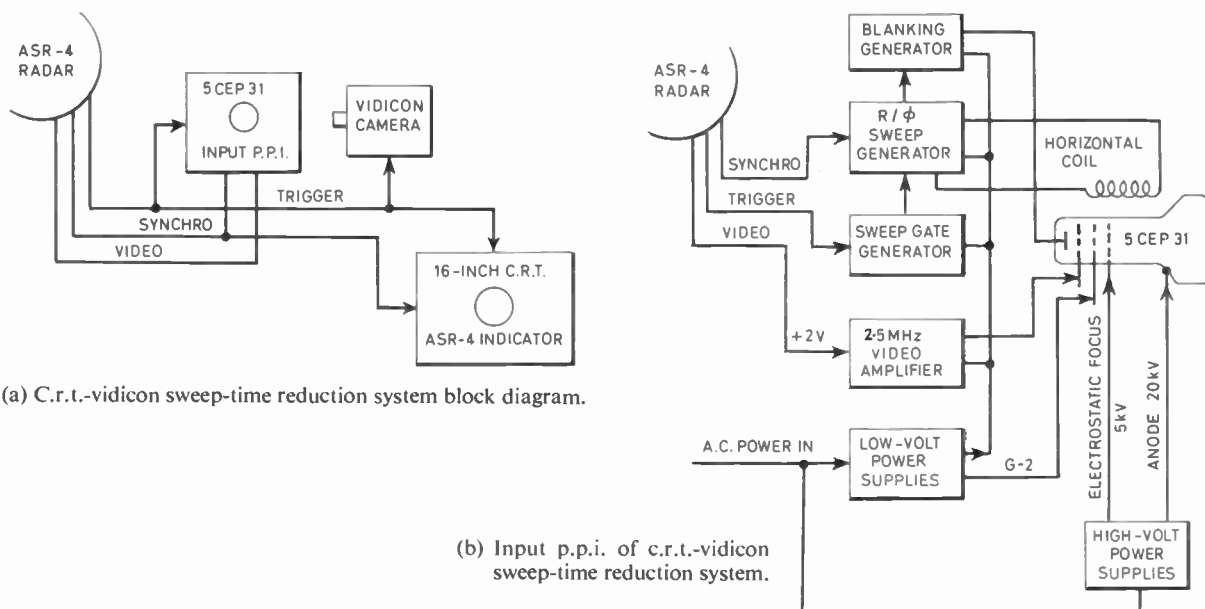 ASR-4
RADAR
5 CEP 31
INPUT P.P.I.
VIDICON
CAMERA
TRIGGER
SYNCHRO
VIDEO
16-INCH C.R.T.
ASR-4 INDICATOR
(a) C.r.t.-vidicon sweep-time reduction system block diagram.
ASR-4
RADAR
BLANKING
GENERATOR
R/ϕ
SWEEP
GENERATOR
HORIZONTAL
COIL
SYNCHRO
TRIGGER
VIDEO
SWEEP GATE
GENERATOR
5 CEP 31
+2V
2·5MHz
VIDEO
AMPLIFIER
ELECTROSTATIC FOCUS
5kV
ANODE 20kV
A.C. POWER IN
LOW-VOLT
POWER
SUPPLIES
G-2
HIGH-VOLT
POWER
SUPPLIES
(b) Input p.p.i. of c.r.t.-vidicon
sweep-time reduction system.